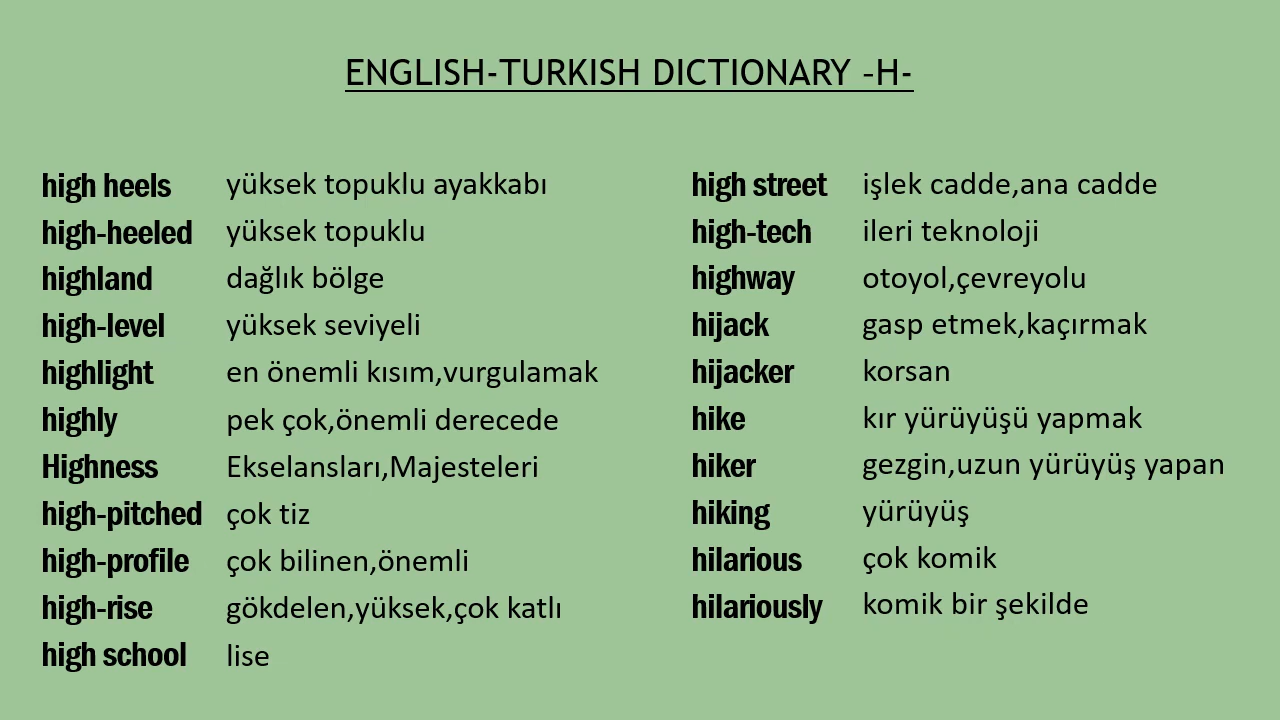 ENGLISH-TURKISH DICTIONARY –H-
high heels yüksek topuklu ayakkabı
high-heeled yüksek topuklu
highland dağlık bölge
high-level yüksek seviyeli
highlight en önemli kısım,vurgulamak
highly pek çok,önemli derecede
Highness Ekselansları,Majesteleri
high-pitched çok tiz
high-profile çok bilinen,önemli
high-rise gökdelen,yüksek,çok katlı
high school lise
high street işlek cadde,ana cadde
high-tech ileri teknoloji
highway otoyol,çevreyolu
hijack gasp etmek,kaçırmak
hijacker korsan
hike kır yürüyüşü yapmak
hiker gezgin,uzun yürüyüş yapan
hiking yürüyüş
hilarious çok komik
hilariously komik bir şekilde